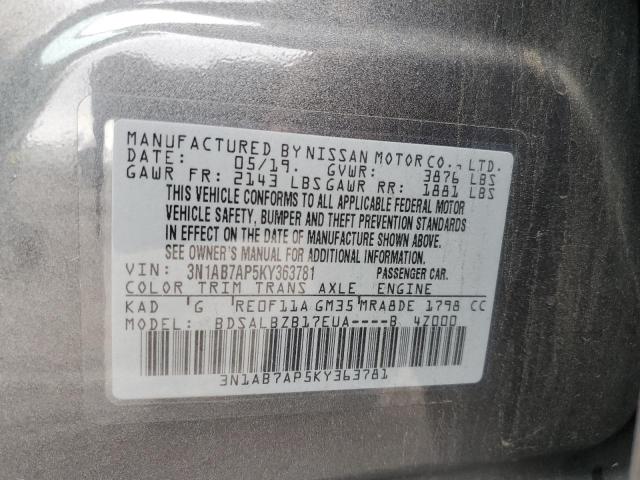 MANUFACTURED BY NISSAN MOTOR CO., LTD.
DATE: 05/19. GVWR: 3876 LBS
GAWR FR: 2143 LBS GAWR RR: 1881 LBS
THIS VEHICLE CONFORMS TO ALL APPLICABLE FEDERAL MOTOR
VEHICLE SAFETY, BUMPER AND THEFT PREVENTION STANDARDS
IN EFFECT ON THE DATE OF MANUFACTURE SHOWN ABOVE.
SEE OWNER'S MANUAL FOR ADDITIONAL INFORMATION.
VIN: 3N1AB7AP5KY363781 PASSENGER CAR.
COLOR TRIM TRANS AXLE ENGINE
KAD G RE0F11A GM35 MRA8DE 1798 CC
MODEL: BDSALBZB17EUA----B 4Z000
3N1AB7AP5KY363781